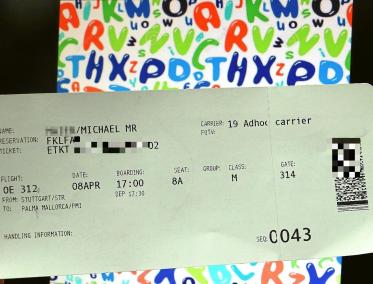 NAME: /MICHAEL MR
CARRIER: 19 Adhoc carrier
RESERVATION: FKLF/
FQTV:
TICKET: ETKT 02
FLIGHT: DATE: BOARDING: SEAT: GROUP: CLASS: GATE:
OE 312 08APR 17:00 8A M 314
FROM: STUTTGART/STR DEP 17:30
TO: PALMA MALLORCA/PMI
HANDLING INFORMATION:
SEQ: 0043